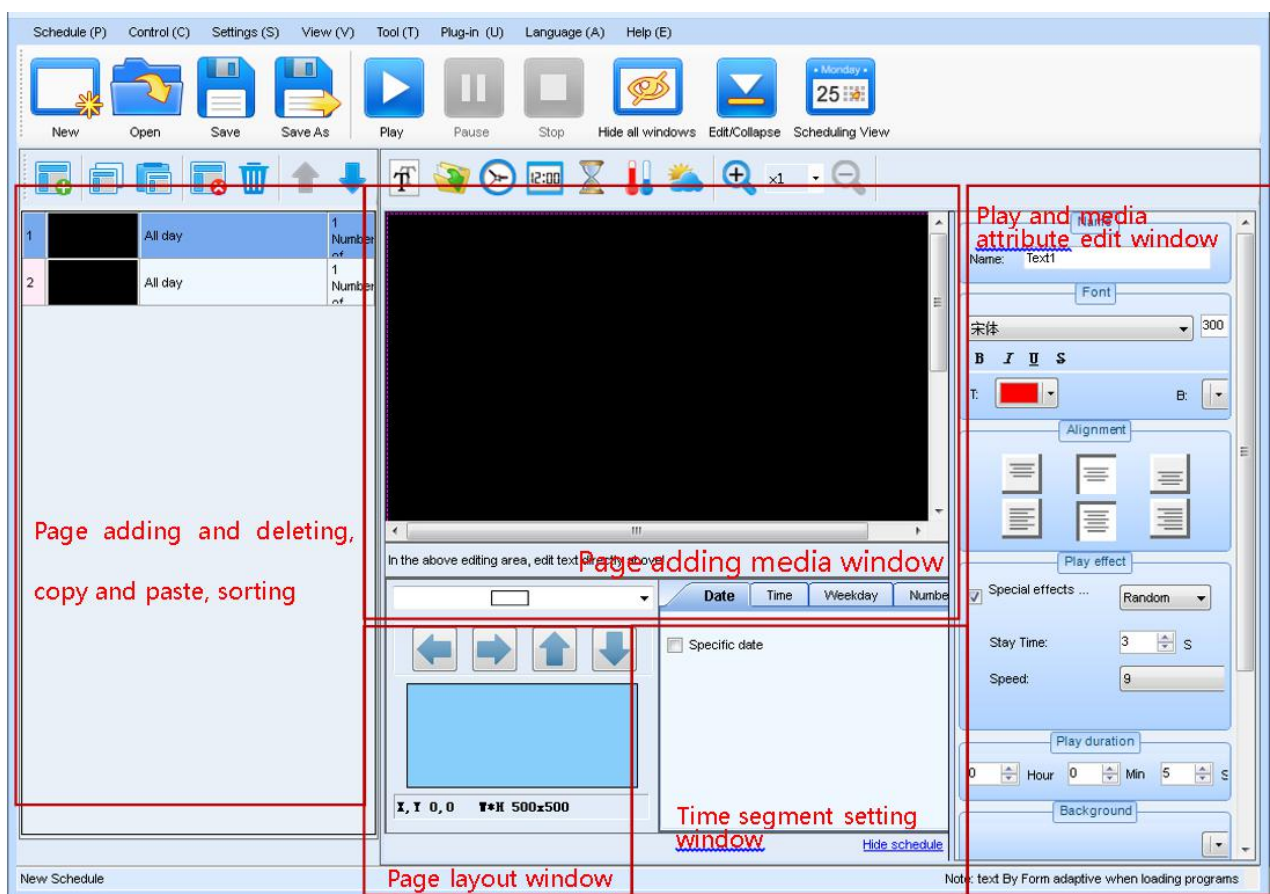 Schedule (P) Control (C) Settings (S) View (V) Tool (T) Plug-in (U) Language (A) Help (E)
• Monday •
25
New Open Save Save As Play Pause Stop Hide all windows Edit/Collapse Scheduling View
T 12:00 x1
1 All day 1 Number of
2 All day 1 Number of
Page adding and deleting,
copy and paste, sorting
In the above editing area, edit text directly above
Page adding media window
Date Time Weekday Numbe
Specific date
X,Y 0,0 W*H 500x500
Time segment setting
window
Hide schedule
Page layout window
Play and media
attribute edit window
Name
Name: Text1
Font
宋体 300
B I U S
T: B:
Alignment
Play effect
Special effects ... Random
Stay Time: 3 S
Speed: 9
Play duration
0 Hour 0 Min 5 S
Background
New Schedule Note: text By Form adaptive when loading programs